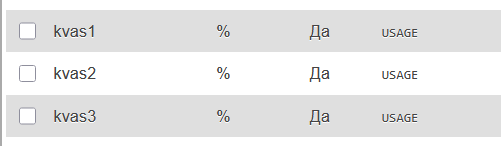 kvas1 % Да USAGE
kvas2 % Да USAGE
kvas3 % Да USAGE